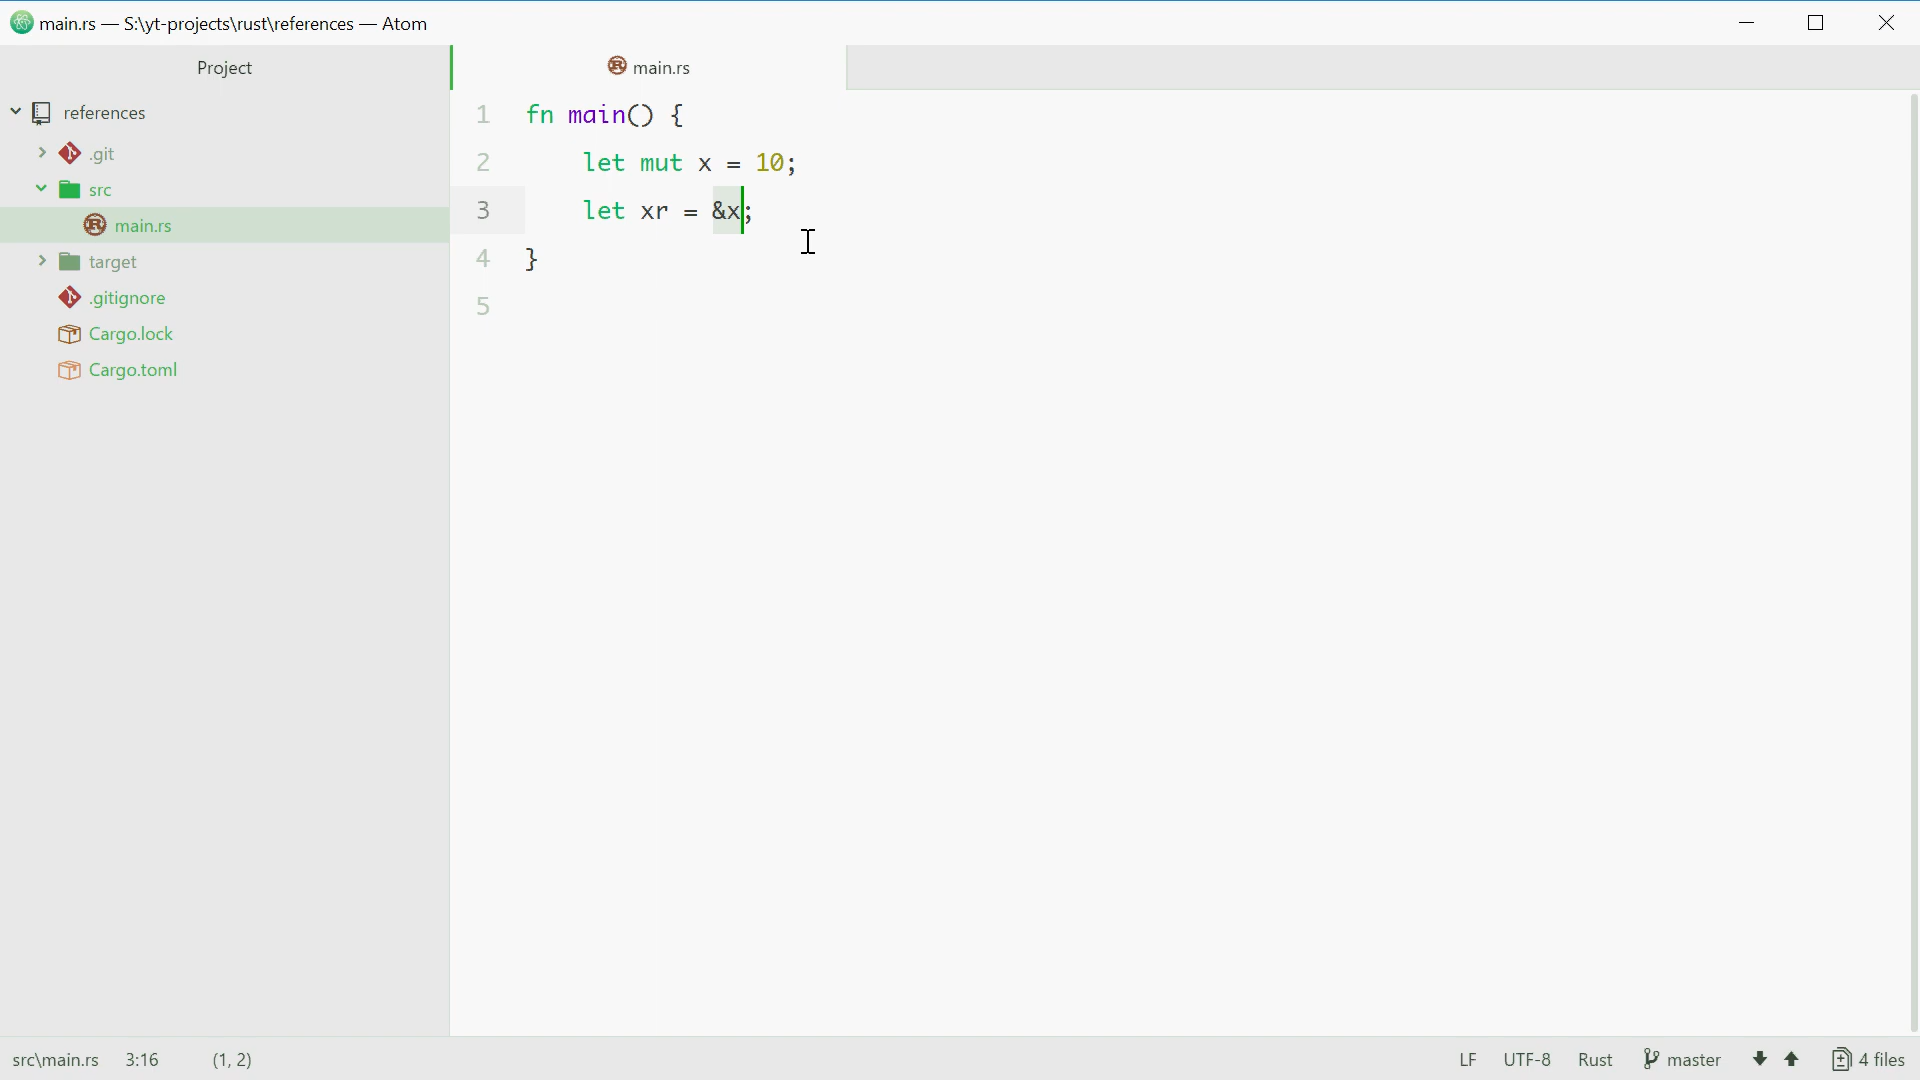 main.rs — S:\yt-projects\rust\references — Atom
Project
main.rs
references
.git
src
main.rs
target
.gitignore
Cargo.lock
Cargo.toml
1 fn main() {
2     let mut x = 10;
3     let xr = &x;
4 }
5
src\main.rs 3:16 (1, 2) LF UTF-8 Rust master 4 files